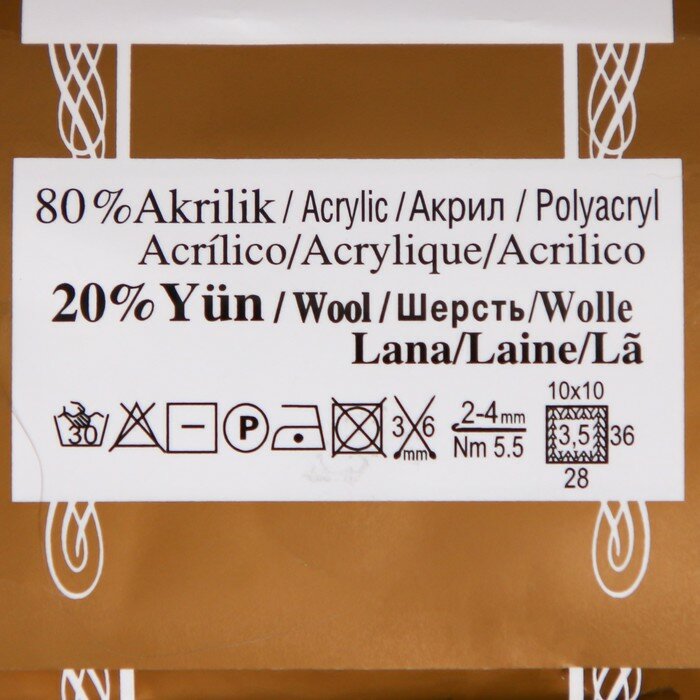 80%Akrilik / Acrylic / Акрил / Polyacryl
Acrílico/Acrylique/Acrilico
20%Yün / Wool / Шерсть/Wolle
Lana/Laine/Lã
30
P
3 6
mm
2-4mm
Nm 5.5
10x10
3,5
36
28